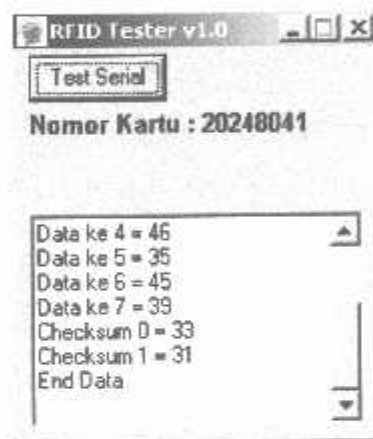 RFID Tester v1.0
Test Serial
Nomor Kartu : 20248041
Data ke 4 = 46
Data ke 5 = 35
Data ke 6 = 45
Data ke 7 = 39
Checksum 0 = 33
Checksum 1 = 31
End Data